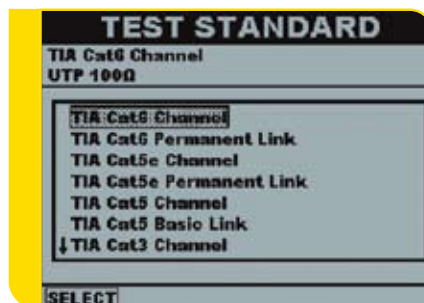 TEST STANDARD
TIA Cat6 Channel
UTP 100Ω
TIA Cat6 Channel
TIA Cat6 Permanent Link
TIA Cat5e Channel
TIA Cat5e Permanent Link
TIA Cat5 Channel
TIA Cat5 Basic Link
↓TIA Cat3 Channel
SELECT